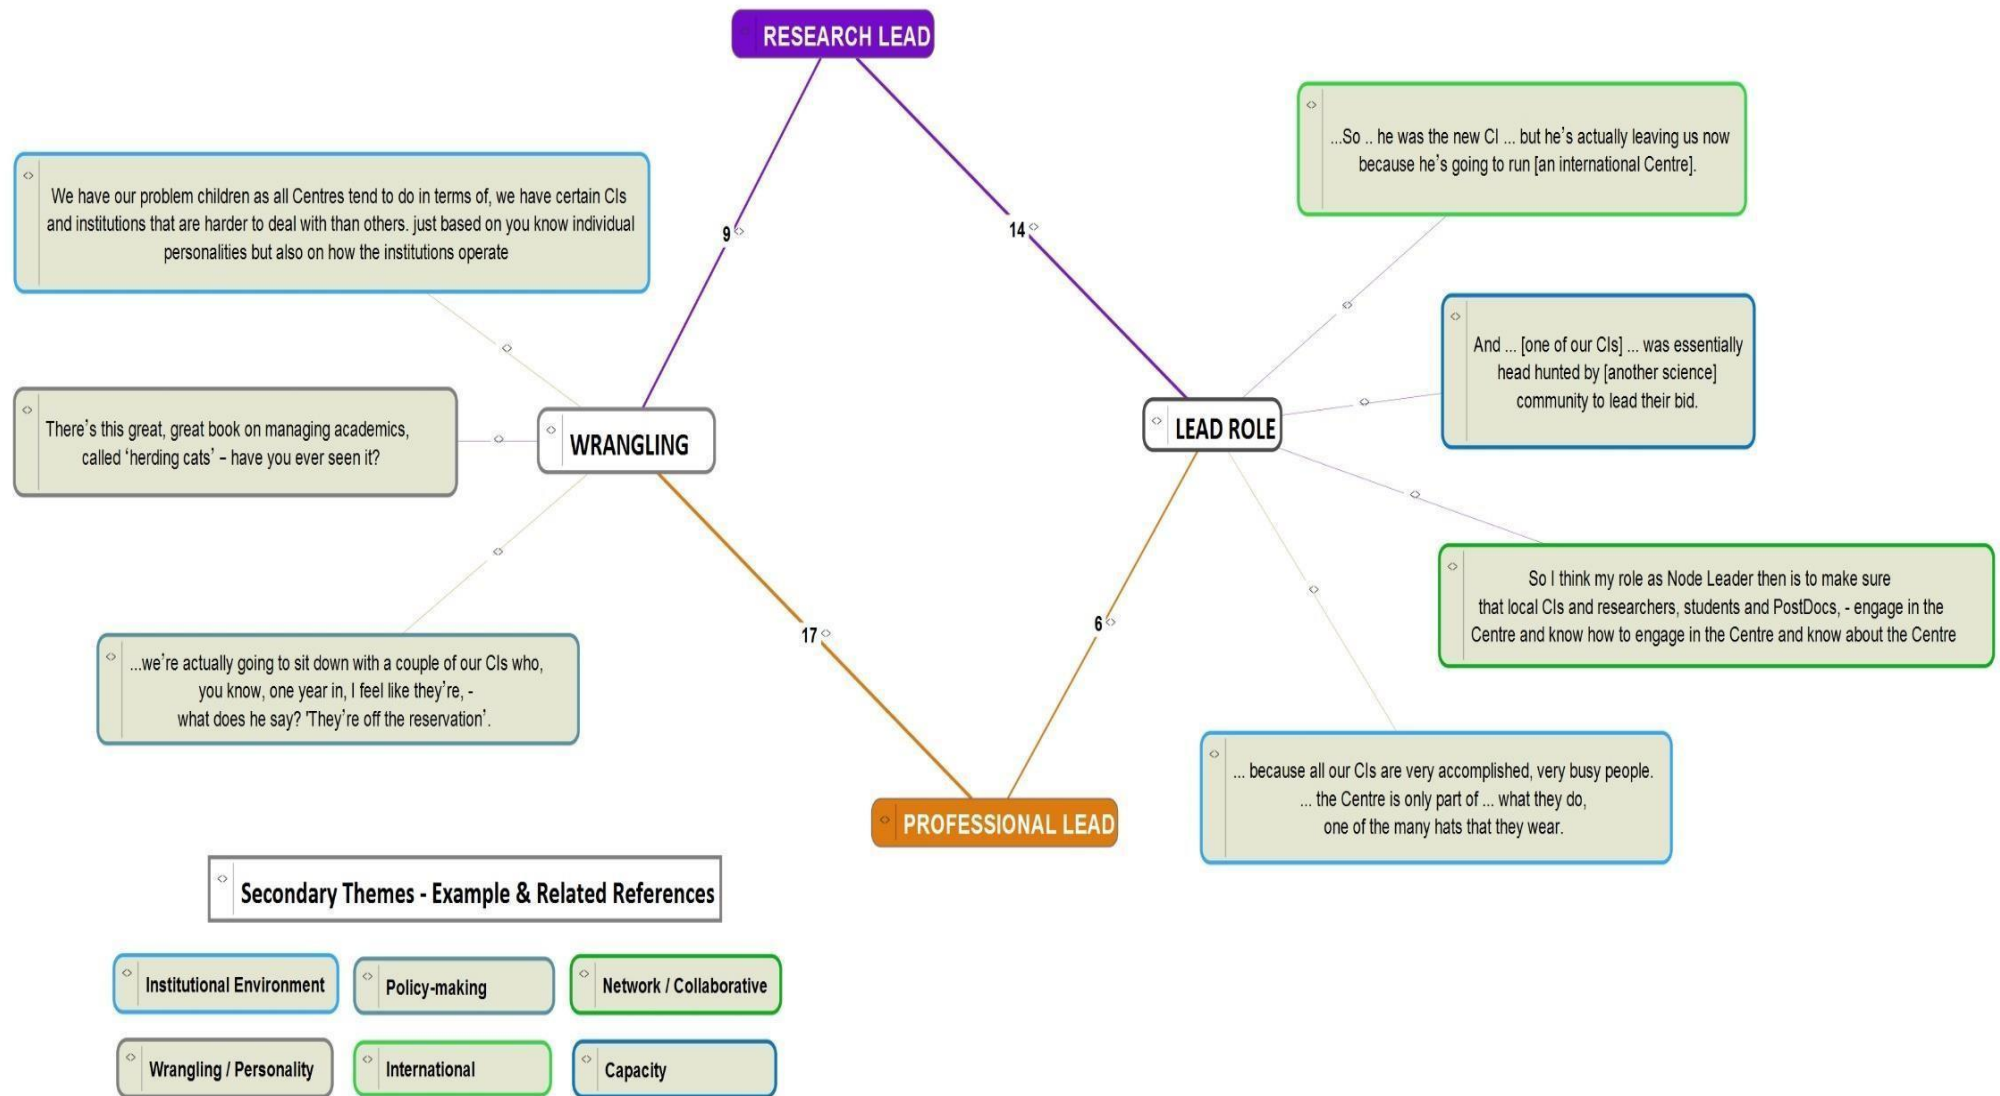 RESEARCH LEAD
...So .. he was the new CI ... but he’s actually leaving us now
because he’s going to run [an international Centre].
We have our problem children as all Centres tend to do in terms of, we have certain CIs
and institutions that are harder to deal with than others. just based on you know individual
personalities but also on how the institutions operate
9
14
And ... [one of our CIs] ... was essentially
head hunted by [another science]
community to lead their bid.
There’s this great, great book on managing academics,
called ‘herding cats’ – have you ever seen it?
WRANGLING
LEAD ROLE
So I think my role as Node Leader then is to make sure
that local CIs and researchers, students and PostDocs, - engage in the
Centre and know how to engage in the Centre and know about the Centre
...we’re actually going to sit down with a couple of our CIs who,
you know, one year in, I feel like they’re, -
what does he say? 'They’re off the reservation’.
17
6
... because all our CIs are very accomplished, very busy people.
... the Centre is only part of ... what they do,
one of the many hats that they wear.
PROFESSIONAL LEAD
Secondary Themes - Example & Related References
Institutional Environment
Policy-making
Network / Collaborative
Wrangling / Personality
International
Capacity